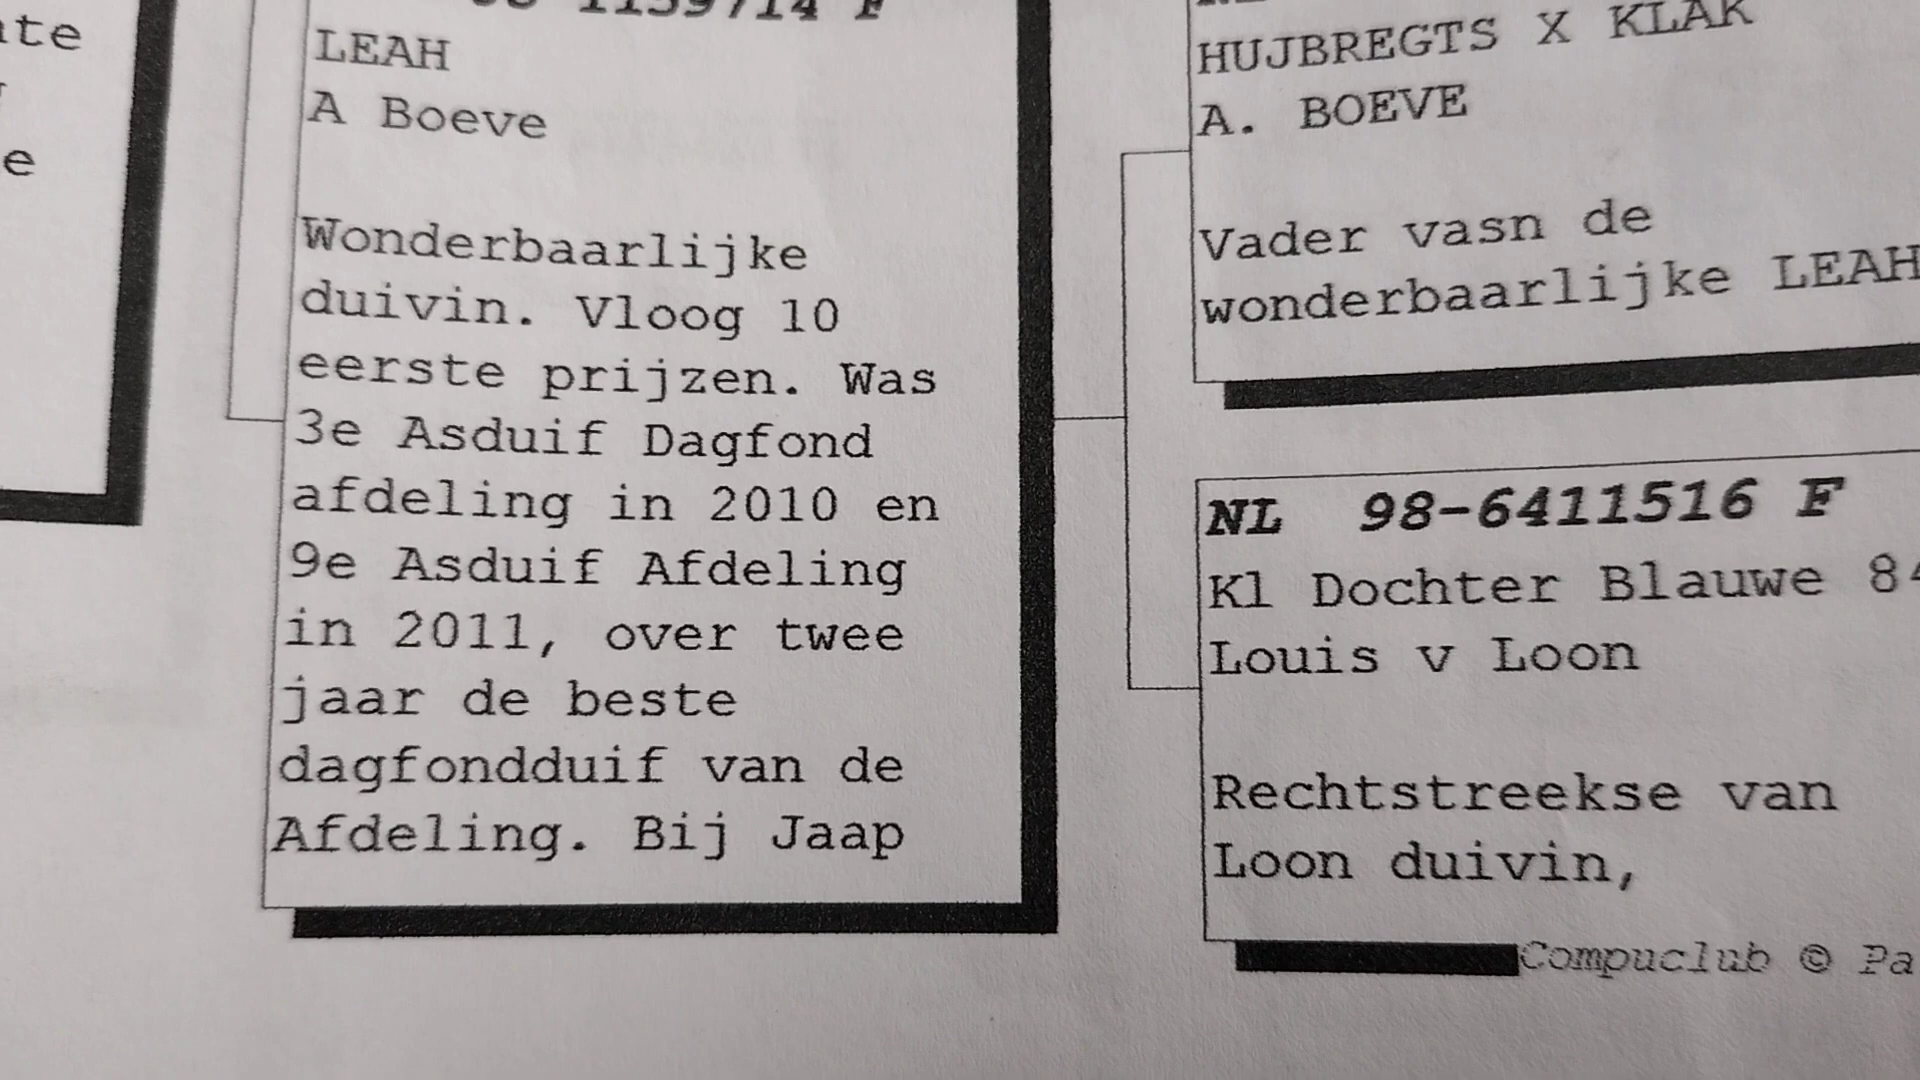 LEAH
A Boeve
Wonderbaarlijke
duivin. Vloog 10
eerste prijzen. Was
3e Asduif Dagfond
afdeling in 2010 en
9e Asduif Afdeling
in 2011, over twee
jaar de beste
dagfondduif van de
Afdeling. Bij Jaap
HUJBREGTS X KLAK
A. BOEVE
Vader vasn de
wonderbaarlijke LEAH
NL 98-6411516 F
Kl Dochter Blauwe 84
Louis v Loon
Rechtstreekse van
Loon duivin,
Compuclub ©